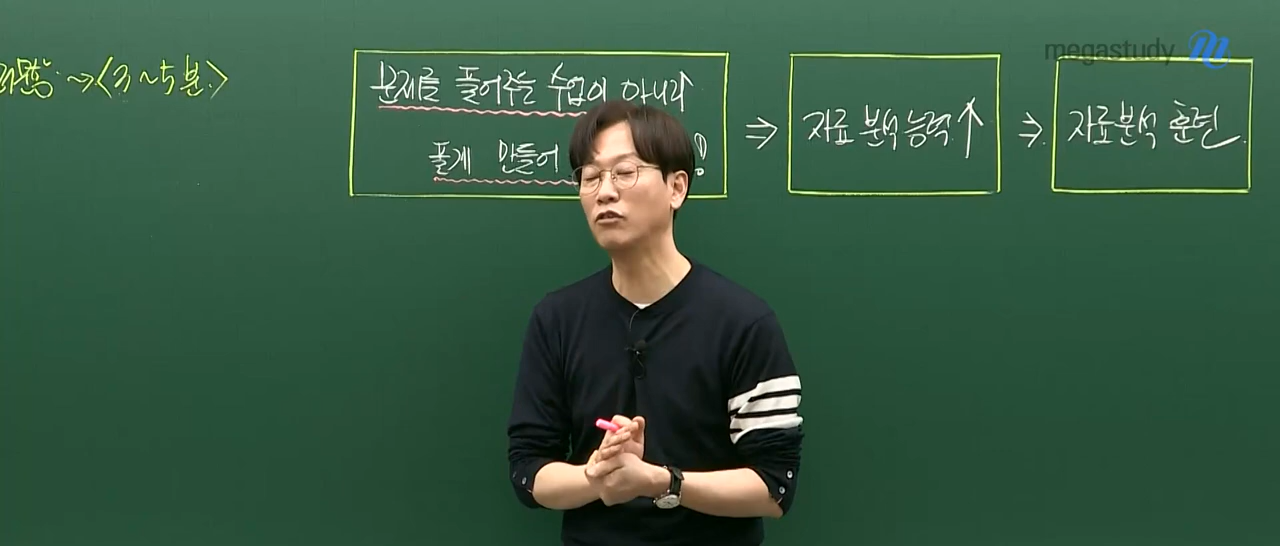 ~<3~5분>
문제를 풀어주는 수업이 아니라
풀게 만들어 !
⇒ 자료 분석 능력 ↑
⇒ 자료분석 훈련.
megastudy